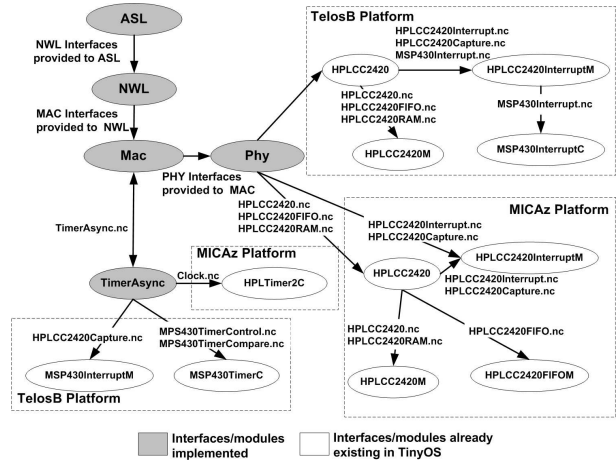 ASL
NWL Interfaces
provided to ASL
NWL
MAC Interfaces
provided to NWL
Mac
Phy
PHY Interfaces
provided to MAC
TelosB Platform
HPLCC2420Interrupt.nc
HPLCC2420Capture.nc
MSP430Interrupt.nc
HPLCC2420
HPLCC2420InterruptM
HPLCC2420.nc
HPLCC2420FIFO.nc
HPLCC2420RAM.nc
MSP430Interrupt.nc
HPLCC2420M
MSP430InterruptC
HPLCC2420.nc
HPLCC2420FIFO.nc
HPLCC2420RAM.nc
MICAz Platform
HPLCC2420Interrupt.nc
HPLCC2420Capture.nc
HPLCC2420InterruptM
HPLCC2420
HPLCC2420Interrupt.nc
HPLCC2420Capture.nc
HPLCC2420.nc
HPLCC2420RAM.nc
HPLCC2420FIFO.nc
HPLCC2420M
HPLCC2420FIFOM
TimerAsync.nc
MICAz Platform
TimerAsync
Clock.nc
HPLTimer2C
HPLCC2420Capture.nc
MPS430TimerControl.nc
MPS430TimerCompare.nc
MSP430InterruptM
MSP430TimerC
TelosB Platform
Interfaces/modules
implemented
Interfaces/modules already
existing in TinyOS